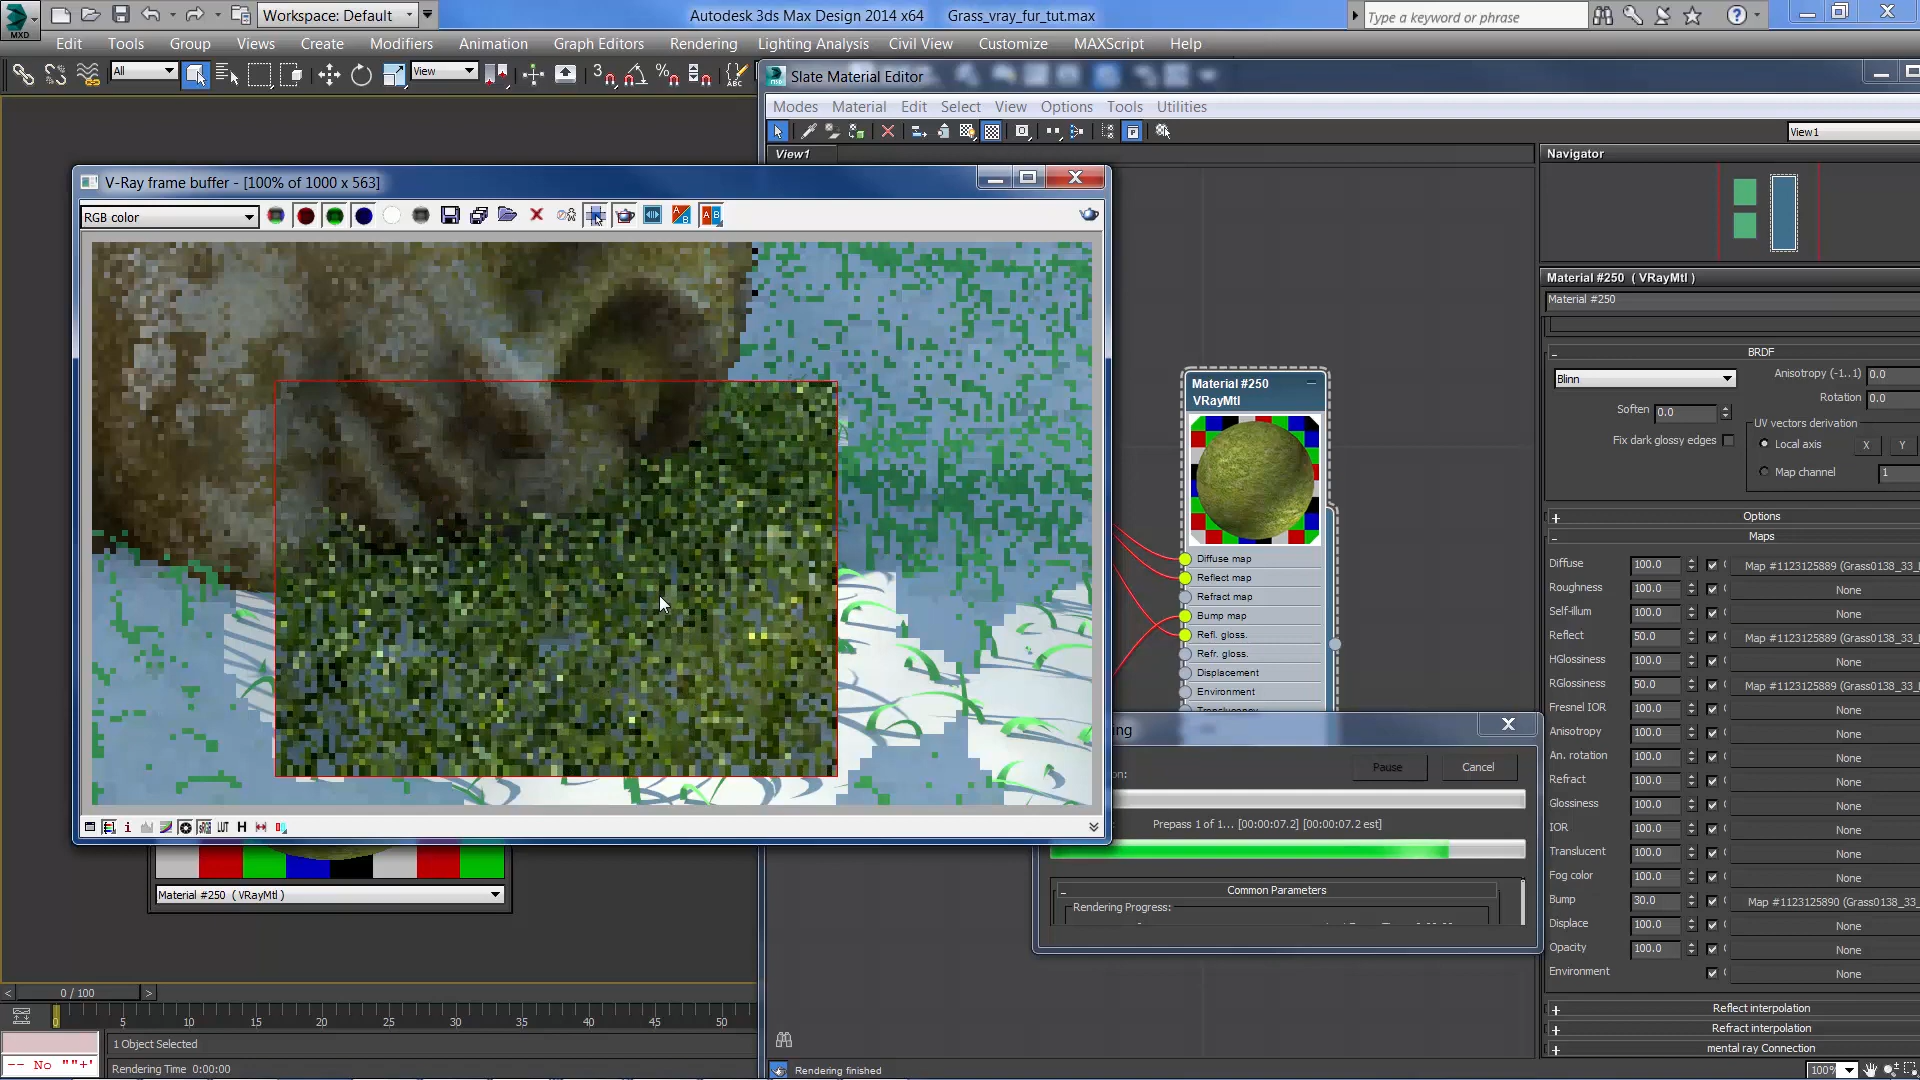 Workspace: Default
Autodesk 3ds Max Design 2014 x64 Grass_vray_fur_tut.max
Type a keyword or phrase
MXD
Edit Tools Group Views Create Modifiers Animation Graph Editors Rendering Lighting Analysis Civil View Customize MAXScript Help
All
View
ABC
Slate Material Editor
Modes Material Edit Select View Options Tools Utilities
View1
View1
Navigator
V-Ray frame buffer - [100% of 1000 x 563]
RGB color
Material #250 ( VRayMtl )
Material #250
BRDF
Blinn
Anisotropy (-1..1) 0.0
Rotation 0.0
Soften 0.0
UV vectors derivation
Fix dark glossy edges
Local axis X Y
Map channel 1
Options
Maps
Diffuse 100.0 Map #1123125889 (Grass0138_33_
Roughness 100.0 None
Self-illum 100.0 None
Reflect 50.0 Map #1123125889 (Grass0138_33_
HGlossiness 100.0 None
RGlossiness 50.0 Map #1123125889 (Grass0138_33_
Fresnel IOR 100.0 None
Anisotropy 100.0 None
An. rotation 100.0 None
Refract 100.0 None
Glossiness 100.0 None
IOR 100.0 None
Translucent 100.0 None
Fog color 100.0 None
Bump 30.0 Map #1123125890 (Grass0138_33_
Displace 100.0 None
Opacity 100.0 None
Environment None
Reflect interpolation
Refract interpolation
mental ray Connection
Material #250
VRayMtl
Diffuse map
Reflect map
Refract map
Bump map
Refl. gloss.
Refr. gloss.
Displacement
Environment
ing
on:
Pause Cancel
Prepass 1 of 1... [00:00:07.2] [00:00:07.2 est]
Common Parameters
Rendering Progress:
LUT H
Material #250 ( VRayMtl )
0 / 100
0 5 10 15 20 25 30 35 40 45 50
1 Object Selected
-- No ""+'
Rendering Time 0:00:00
Rendering finished
100%